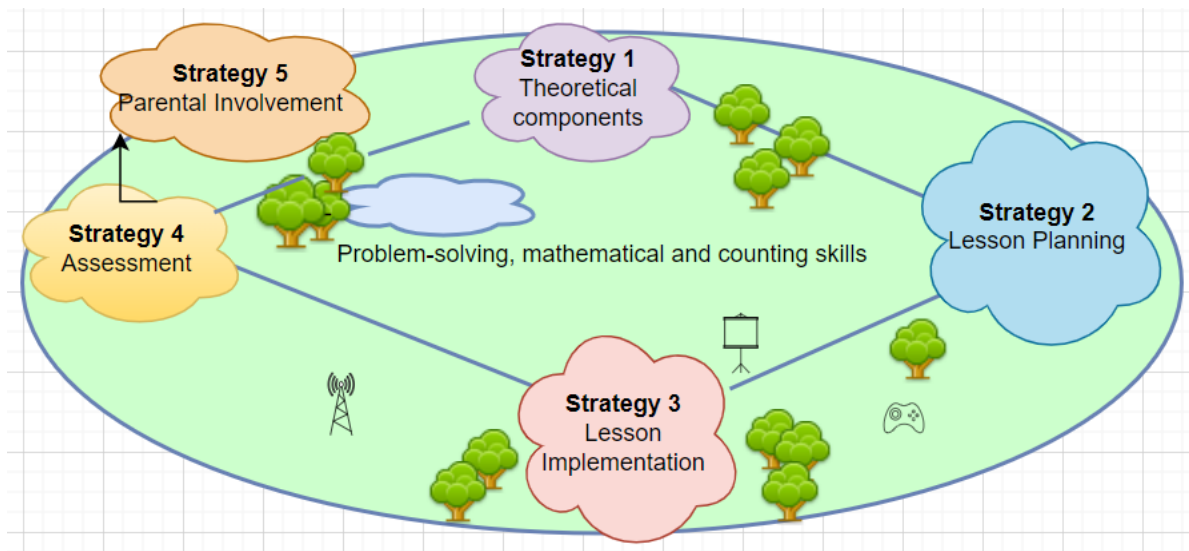 Strategy 5
Parental Involvement
Strategy 1
Theoretical
components
Strategy 2
Lesson Planning
Strategy 4
Assessment
Problem-solving, mathematical and counting skills
Strategy 3
Lesson
Implementation